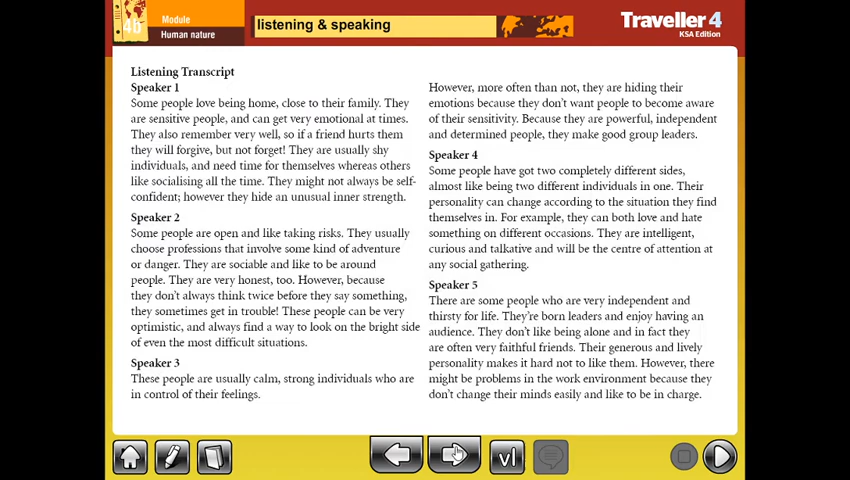 4b
Module
Human nature
listening & speaking
Traveller 4
KSA Edition
Listening Transcript
Speaker 1
Some people love being home, close to their family. They
are sensitive people, and can get very emotional at times.
They also remember very well, so if a friend hurts them
they will forgive, but not forget! They are usually shy
individuals, and need time for themselves whereas others
like socialising all the time. They might not always be self-
confident; however they hide an unusual inner strength.
Speaker 2
Some people are open and like taking risks. They usually
choose professions that involve some kind of adventure
or danger. They are sociable and like to be around
people. They are very honest, too. However, because
they don't always think twice before they say something,
they sometimes get in trouble! These people can be very
optimistic, and always find a way to look on the bright side
of even the most difficult situations.
Speaker 3
These people are usually calm, strong individuals who are
in control of their feelings.
However, more often than not, they are hiding their
emotions because they don't want people to become aware
of their sensitivity. Because they are powerful, independent
and determined people, they make good group leaders.
Speaker 4
Some people have got two completely different sides,
almost like being two different individuals in one. Their
personality can change according to the situation they find
themselves in. For example, they can both love and hate
something on different occasions. They are intelligent,
curious and talkative and will be the centre of attention at
any social gathering.
Speaker 5
There are some people who are very independent and
thirsty for life. They're born leaders and enjoy having an
audience. They don't like being alone and in fact they
are often very faithful friends. Their generous and lively
personality makes it hard not to like them. However, there
might be problems in the work environment because they
don't change their minds easily and like to be in charge.